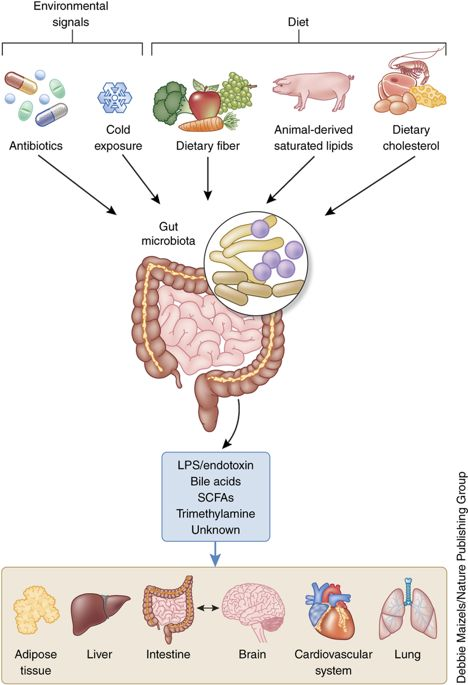 Environmental
signals
Diet
Antibiotics
Cold
exposure
Dietary fiber
Animal-derived
saturated lipids
Dietary
cholesterol
Gut
microbiota
LPS/endotoxin
Bile acids
SCFAs
Trimethylamine
Unknown
Adipose
tissue
Liver
Intestine
Brain
Cardiovascular
system
Lung
Debbie Maizels/Nature Publishing Group